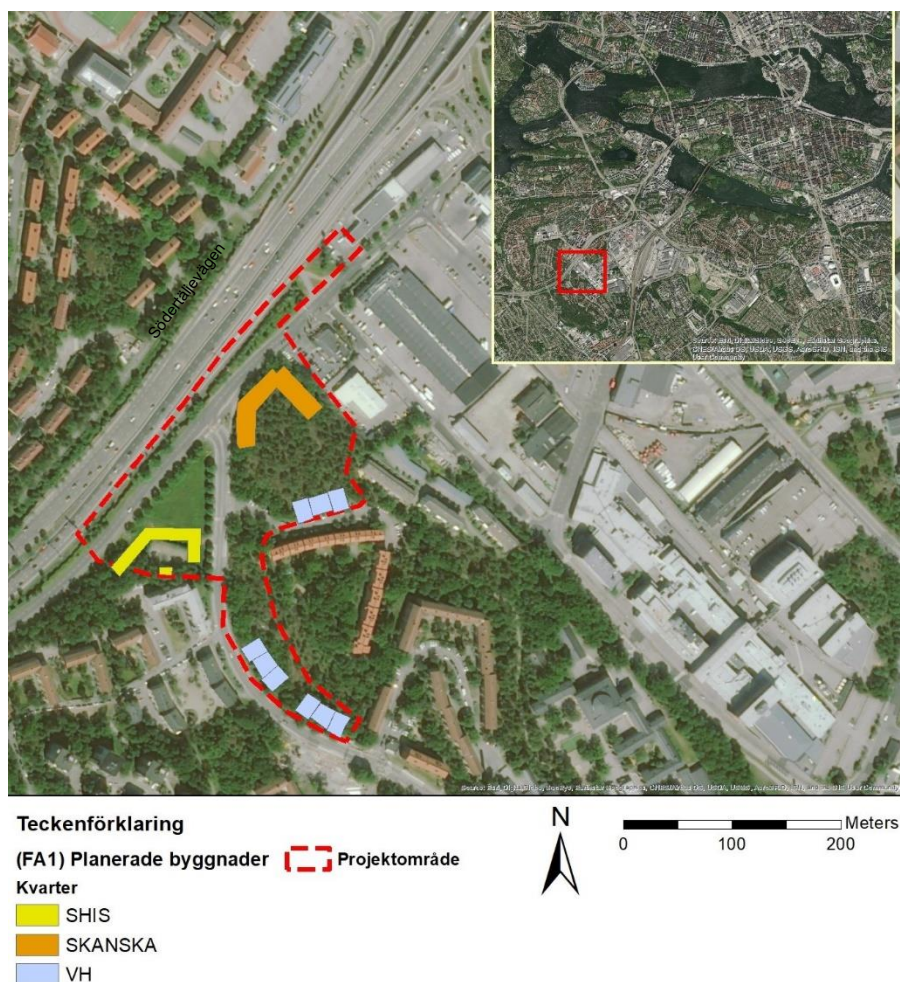 Södertäljevägen
Teckenförklaring
(FA1) Planerade byggnader
Projektområde
Kvarter
SHIS
SKANSKA
VH
N
Meters
0 100 200